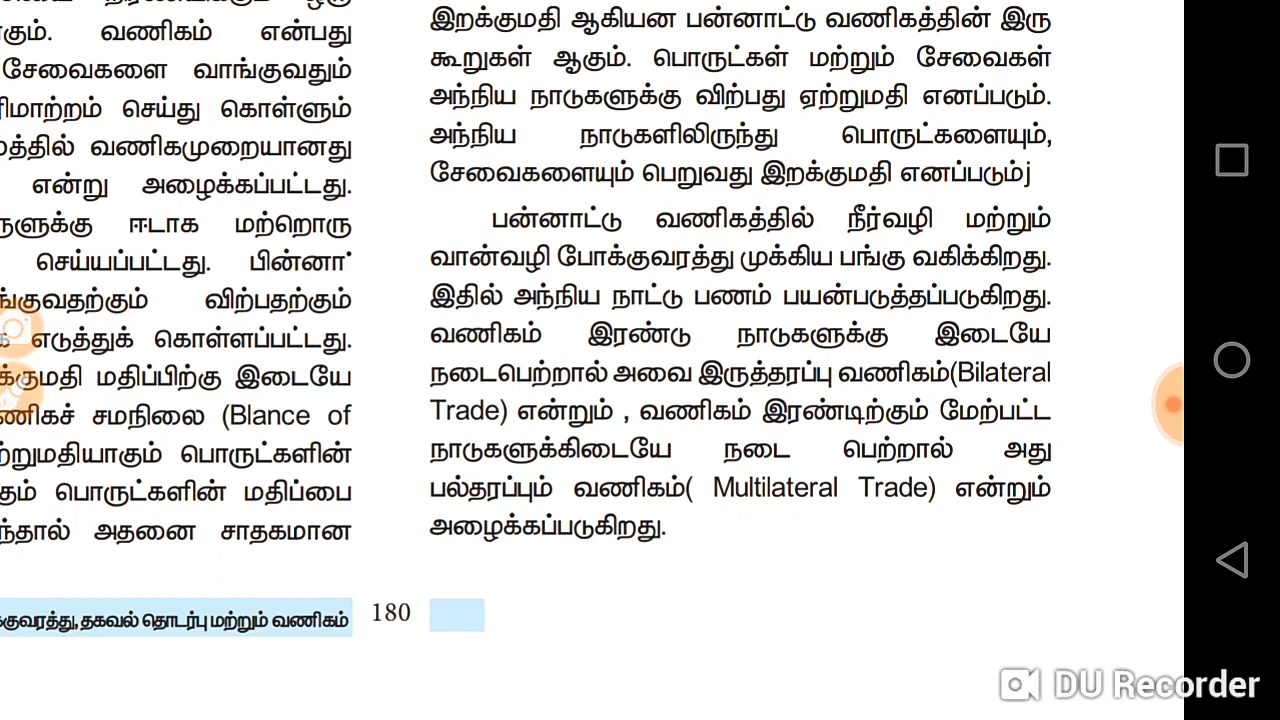 கும். வணிகம் என்பது
சேவைகளை வாங்குவதும்
செய்து கொள்ளும்
வணிகமுறையானது
என்று அழைக்கப்பட்டது.
ஈடாக மற்றொரு
செய்யப்பட்டது. பின்னா்
விற்பதற்கும்
எடுத்துக் கொள்ளப்பட்டது.
மதிப்பிற்கு இடையே
சமநிலை (Blance of
பொருட்களின்
பொருட்களின் மதிப்பை
அதனை சாதகமான
இறக்குமதி ஆகியன பன்னாட்டு வணிகத்தின் இரு
கூறுகள் ஆகும். பொருட்கள் மற்றும் சேவைகள்
அந்நிய நாடுகளுக்கு விற்பது ஏற்றுமதி எனப்படும்.
அந்நிய நாடுகளிலிருந்து பொருட்களையும்,
சேவைகளையும் பெறுவது இறக்குமதி எனப்படும்j
பன்னாட்டு வணிகத்தில் நீர்வழி மற்றும்
வான்வழி போக்குவரத்து முக்கிய பங்கு வகிக்கிறது.
இதில் அந்நிய நாட்டு பணம் பயன்படுத்தப்படுகிறது.
வணிகம் இரண்டு நாடுகளுக்கு இடையே
நடைபெற்றால் அவை இருத்தரப்பு வணிகம்(Bilateral
Trade) என்றும் , வணிகம் இரண்டிற்கும் மேற்பட்ட
நாடுகளுக்கிடையே நடை பெற்றால் அது
பல்தரப்பும் வணிகம்( Multilateral Trade) என்றும்
அழைக்கப்படுகிறது.
தகவல் தொடர்பு மற்றும் வணிகம் 180
DU Recorder